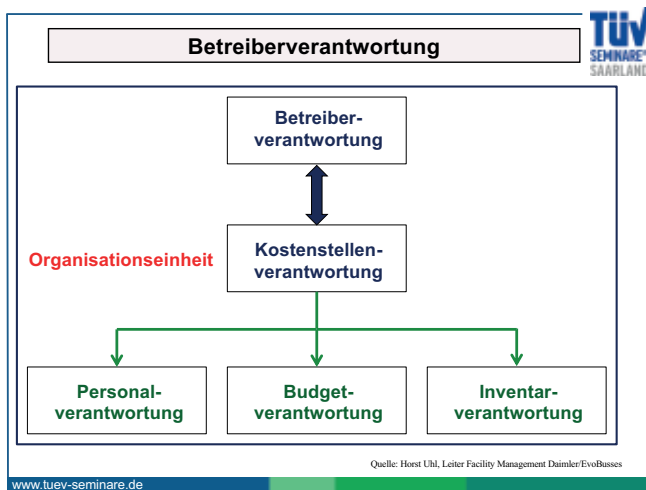 Betreiberverantwortung
TÜV
SEMINARE
SAARLAND
Betreiber-
verantwortung
Organisationseinheit
Kostenstellen-
verantwortung
Personal-
verantwortung
Budget-
verantwortung
Inventar-
verantwortung
Quelle: Horst Uhl, Leiter Facility Management Daimler/EvoBusses
www.tuev-seminare.de